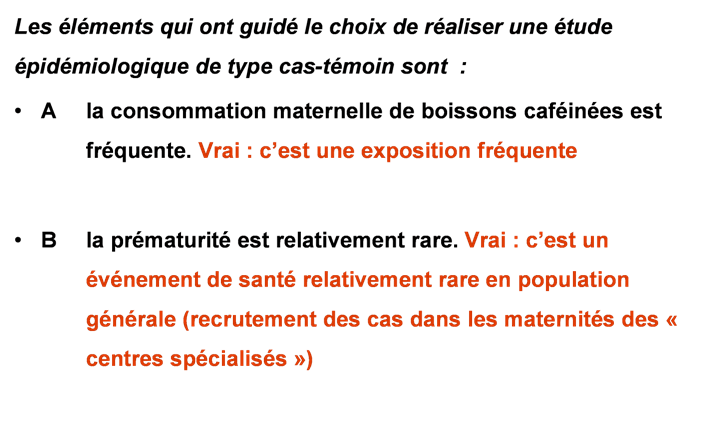 Les éléments qui ont guidé le choix de réaliser une étude
épidémiologique de type cas-témoin sont :
• A la consommation maternelle de boissons caféinées est
fréquente. Vrai : c’est une exposition fréquente
• B la prématurité est relativement rare. Vrai : c’est un
événement de santé relativement rare en population
générale (recrutement des cas dans les maternités des «
centres spécialisés »)